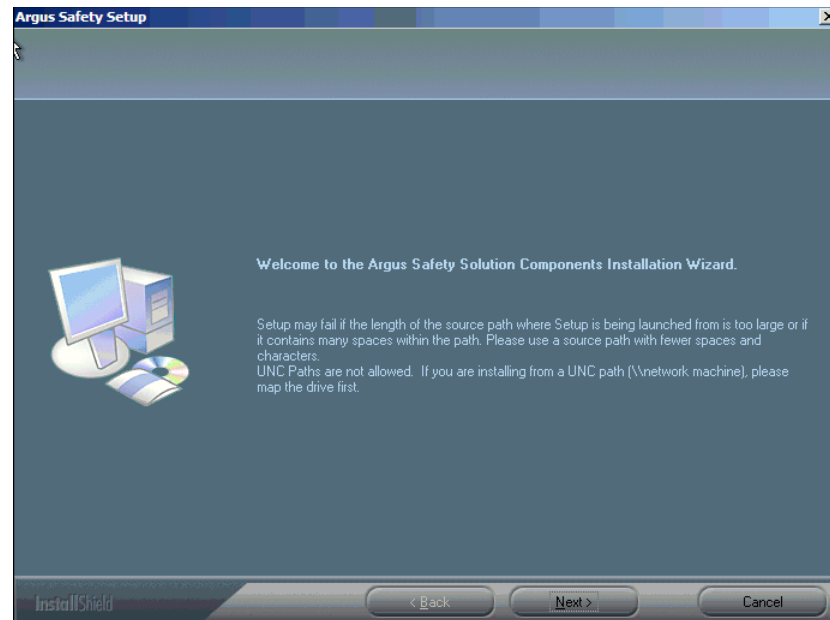 Argus Safety Setup
Welcome to the Argus Safety Solution Components Installation Wizard.
Setup may fail if the length of the source path where Setup is being launched from is too large or if
it contains many spaces within the path. Please use a source path with fewer spaces and
characters.
UNC Paths are not allowed. If you are installing from a UNC path (\\network machine), please
map the drive first.
InstallShield
< Back
Next >
Cancel